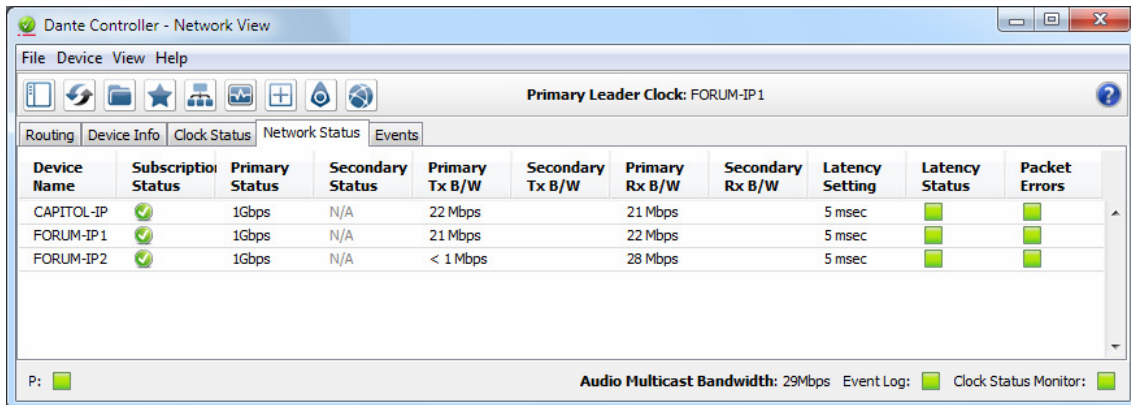 Dante Controller - Network View
File Device View Help
Primary Leader Clock: FORUM-IP1
Routing Device Info Clock Status Network Status Events
Device Name Subscription Status Primary Status Secondary Status Primary Tx B/W Secondary Tx B/W Primary Rx B/W Secondary Rx B/W Latency Setting Latency Status Packet Errors
CAPITOL-IP 1Gbps N/A 22 Mbps 21 Mbps 5 msec
FORUM-IP1 1Gbps N/A 21 Mbps 22 Mbps 5 msec
FORUM-IP2 1Gbps N/A < 1 Mbps 28 Mbps 5 msec
P: Audio Multicast Bandwidth: 29Mbps Event Log: Clock Status Monitor: